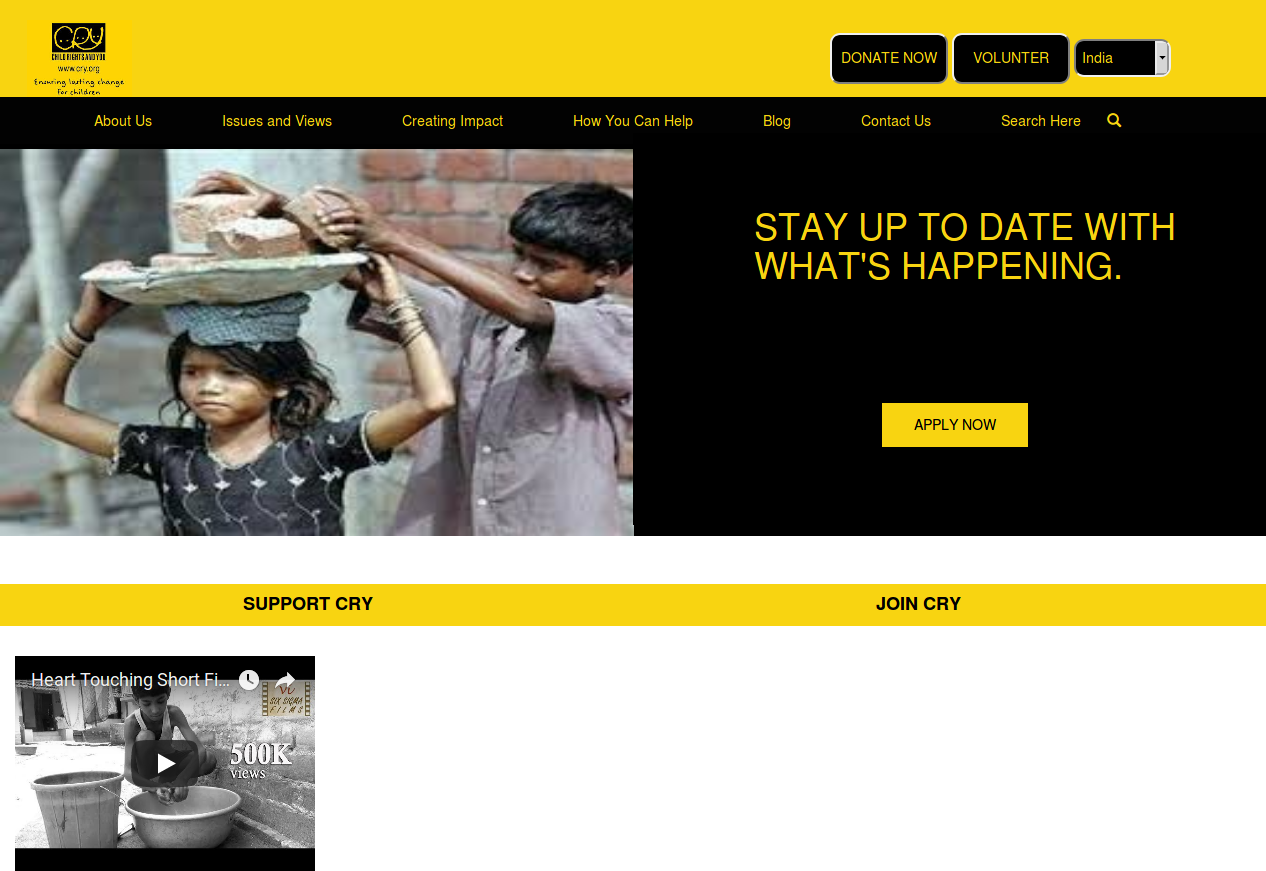 CRY
CHILD RIGHTS AND YOU
www.cry.org
Ensuring lasting change
For children
DONATE NOW
VOLUNTER
India
About Us
Issues and Views
Creating Impact
How You Can Help
Blog
Contact Us
Search Here
STAY UP TO DATE WITH
WHAT'S HAPPENING.
APPLY NOW
SUPPORT CRY
JOIN CRY
Heart Touching Short Fi...
SIX SIGMA
FILMS
500K
views